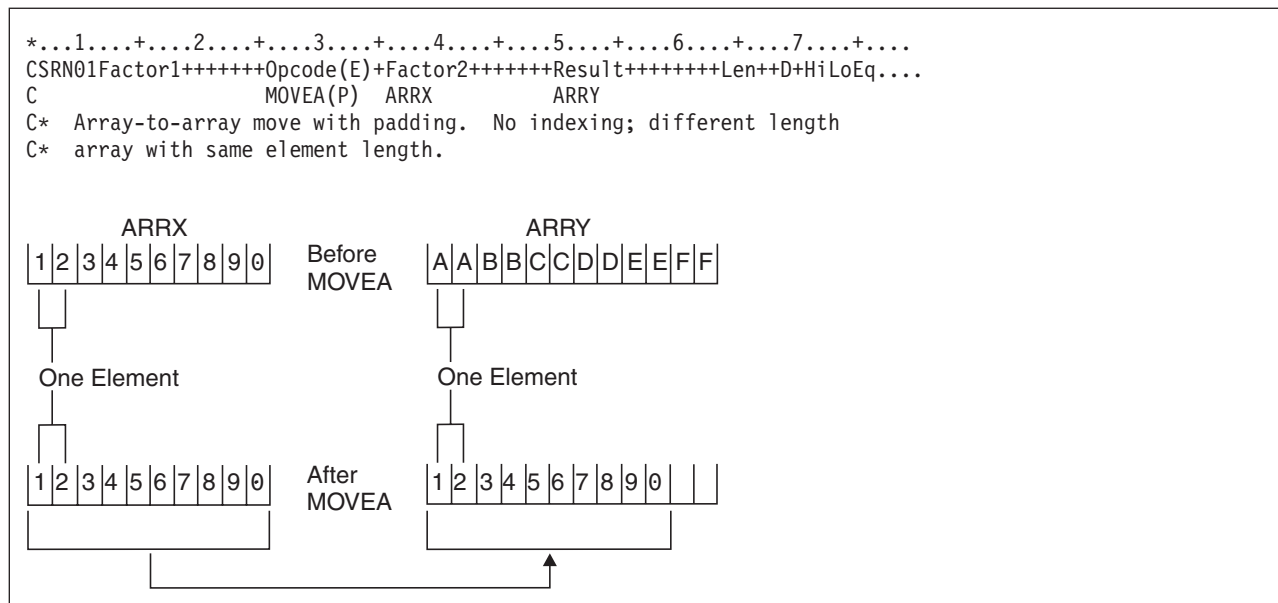 *...1....+....2....+....3....+....4....+....5....+....6....+....7....+....
CSRN01Factor1+++++++Opcode(E)+Factor2+++++++Result++++++++Len++D+HiLoEq....
C                   MOVEA(P)  ARRX          ARRY
C*  Array-to-array move with padding.  No indexing; different length
C*  array with same element length.
ARRX ARRY
1 2 3 4 5 6 7 8 9 0 Before MOVEA A A B B C C D D E E F F
One Element One Element
1 2 3 4 5 6 7 8 9 0 After MOVEA 1 2 3 4 5 6 7 8 9 0